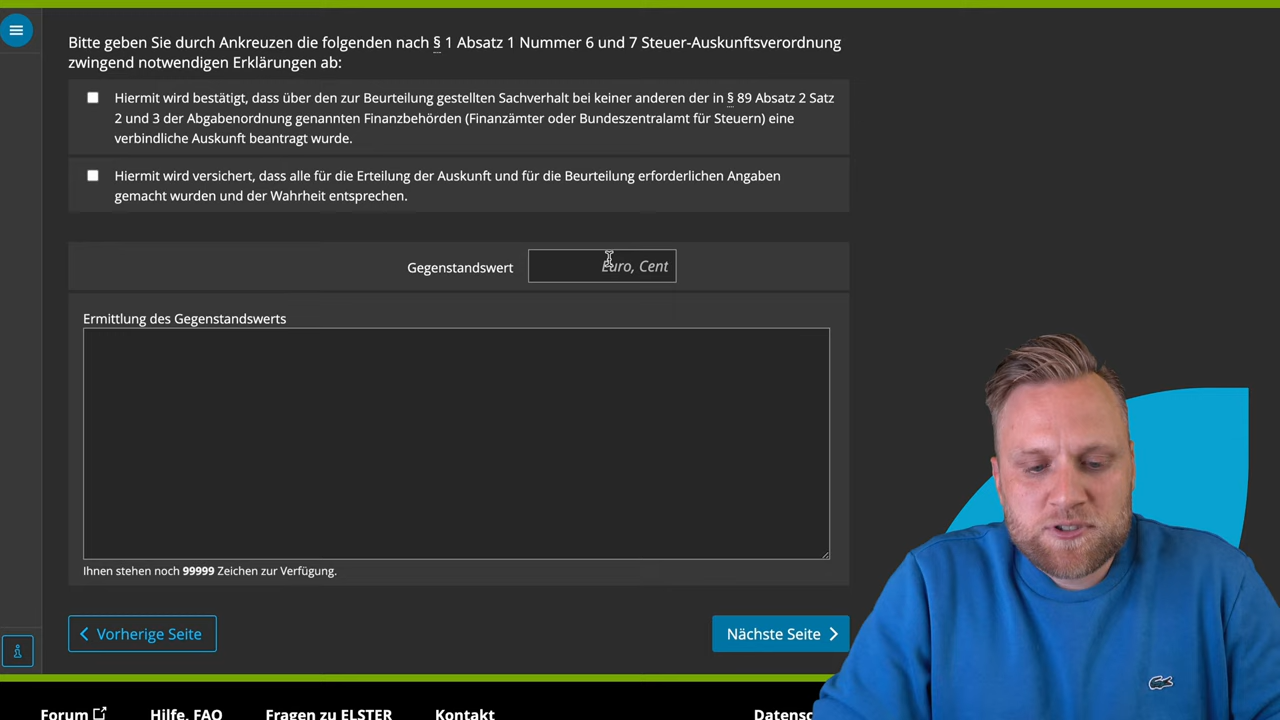 Bitte geben Sie durch Ankreuzen die folgenden nach § 1 Absatz 1 Nummer 6 und 7 Steuer-Auskunftsverordnung
zwingend notwendigen Erklärungen ab:
Hiermit wird bestätigt, dass über den zur Beurteilung gestellten Sachverhalt bei keiner anderen der in § 89 Absatz 2 Satz
2 und 3 der Abgabenordnung genannten Finanzbehörden (Finanzämter oder Bundeszentralamt für Steuern) eine
verbindliche Auskunft beantragt wurde.
Hiermit wird versichert, dass alle für die Erteilung der Auskunft und für die Beurteilung erforderlichen Angaben
gemacht wurden und der Wahrheit entsprechen.
Gegenstandswert Euro, Cent
Ermittlung des Gegenstandswerts
Ihnen stehen noch 99999 Zeichen zur Verfügung.
Vorherige Seite Nächste Seite
Forum Hilfe, FAQ Fragen zu ELSTER Kontakt